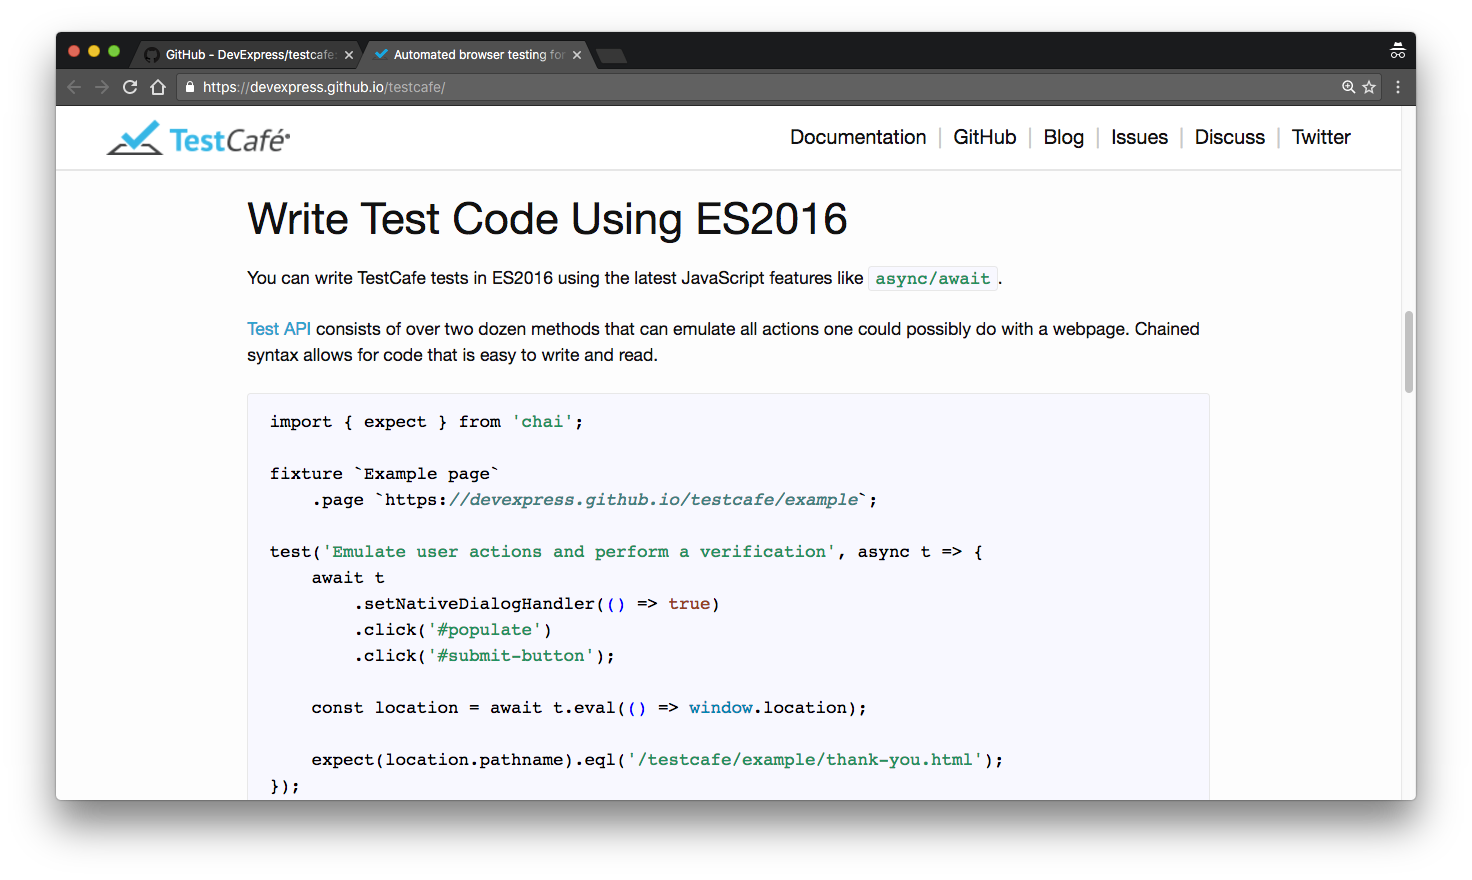 GitHub - DevExpress/testcafe:
Automated browser testing for
https://devexpress.github.io/testcafe/
TestCafé
Documentation | GitHub | Blog | Issues | Discuss | Twitter
Write Test Code Using ES2016
You can write TestCafe tests in ES2016 using the latest JavaScript features like async/await.
Test API consists of over two dozen methods that can emulate all actions one could possibly do with a webpage. Chained
syntax allows for code that is easy to write and read.
import { expect } from 'chai';
fixture `Example page`
    .page `https://devexpress.github.io/testcafe/example`;
test('Emulate user actions and perform a verification', async t => {
    await t
        .setNativeDialogHandler(() => true)
        .click('#populate')
        .click('#submit-button');
    const location = await t.eval(() => window.location);
    expect(location.pathname).eql('/testcafe/example/thank-you.html');
});